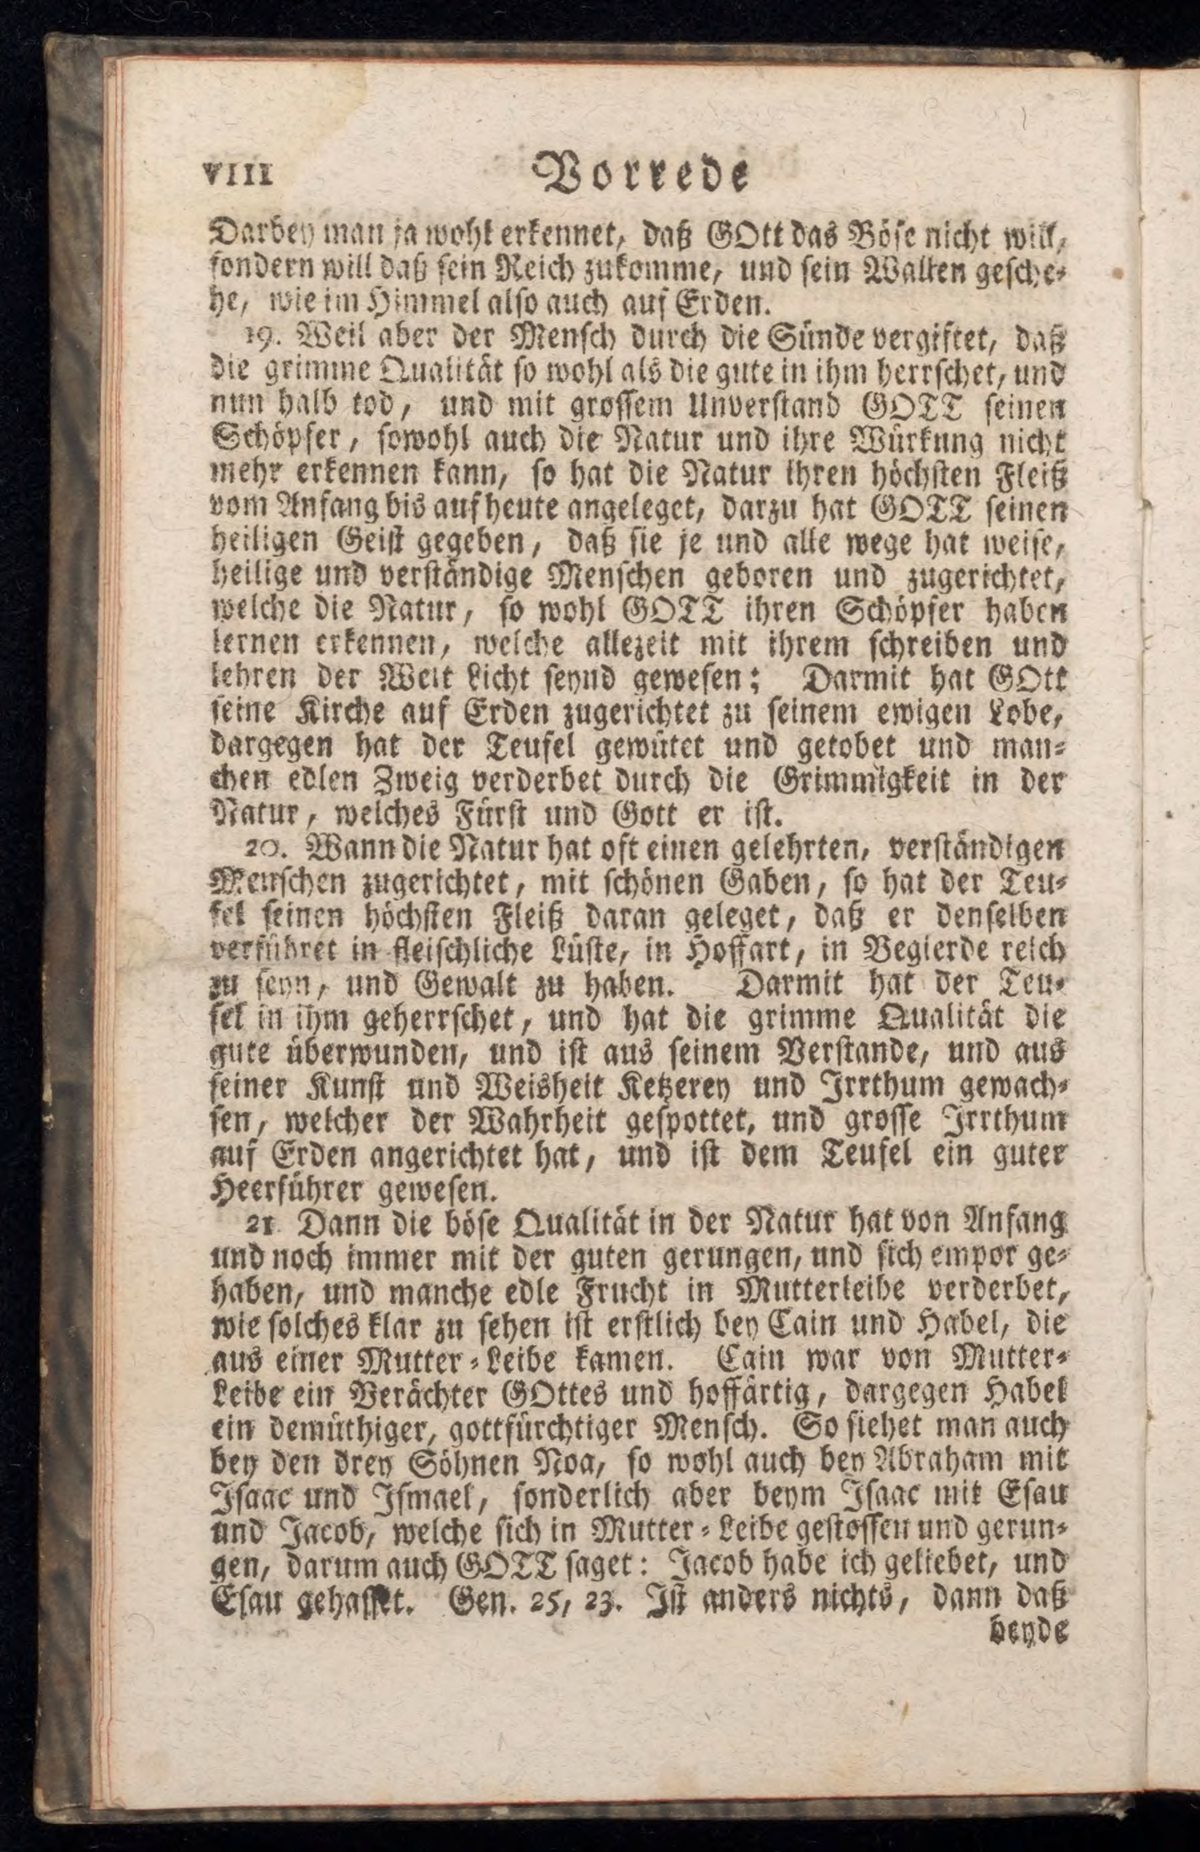 VIII Vorrede
Darbey man ja wohl erkennet, daß GOtt das Böse nicht will,
sondern will daß sein Reich zukomme, und sein Wallen gesche-
he, wie im Himmel also auch auf Erden.
19. Weil aber der Mensch durch die Sünde vergiftet, daß
die grimme Qualität so wohl als die gute in ihm herrschet, und
nun halb tod, und mit grossem Unverstand GOTT seinen
Schöpfer, sowohl auch die Natur und ihre Würkung nicht
mehr erkennen kann, so hat die Natur ihren höchsten Fleiß
vom Anfang bis auf heute angeleget, darzu hat GOTT seinen
heiligen Geist gegeben, daß sie je und alle wege hat weise,
heilige und verständige Menschen geboren und zugerichtet,
welche die Natur, so wohl GOTT ihren Schöpfer haben
lernen erkennen, welche allezeit mit ihrem schreiben und
lehren der Welt Licht seynd gewesen; Darmit hat GOtt
seine Kirche auf Erden zugerichtet zu seinem ewigen Lobe,
dargegen hat der Teufel gewütet und getobet und man-
chen edlen Zweig verderbet durch die Grimmigkeit in der
Natur, welches Fürst und Gott er ist.
20. Wann die Natur hat oft einen gelehrten, verständigen
Menschen zugerichtet, mit schönen Gaben, so hat der Teu-
fel seinen höchsten Fleiß daran geleget, daß er denselben
verführet in fleischliche Lüste, in Hoffart, in Begierde reich
zu seyn, und Gewalt zu haben. Darmit hat der Teu-
fel in ihm geherrschet, und hat die grimme Qualität die
gute überwunden, und ist aus seinem Verstande, und aus
seiner Kunst und Weisheit Ketzerey und Irrthum gewach-
sen, welcher der Wahrheit gespottet, und grosse Irrthum
auf Erden angerichtet hat, und ist dem Teufel ein guter
Heerführer gewesen.
21 Dann die böse Qualität in der Natur hat von Anfang
und noch immer mit der guten gerungen, und sich empor ge-
haben, und manche edle Frucht in Mutterleibe verderbet,
wie solches klar zu sehen ist erstlich bey Cain und Habel, die
aus einer Mutter-Leibe kamen. Cain war von Mutter-
Leibe ein Verächter GOttes und hoffärtig, dargegen Habel
ein demüthiger, gottfürchtiger Mensch. So siehet man auch
bey den drey Söhnen Noa, so wohl auch bey Abraham mit
Isaac und Ismael, sonderlich aber beym Isaac mit Esau
und Jacob, welche sich in Mutter-Leibe gestossen und gerun-
gen, darum auch GOTT saget: Jacob habe ich geliebet, und
Esau gehasset. Gen. 25, 23. Ist anders nichts, dann daß
beyde